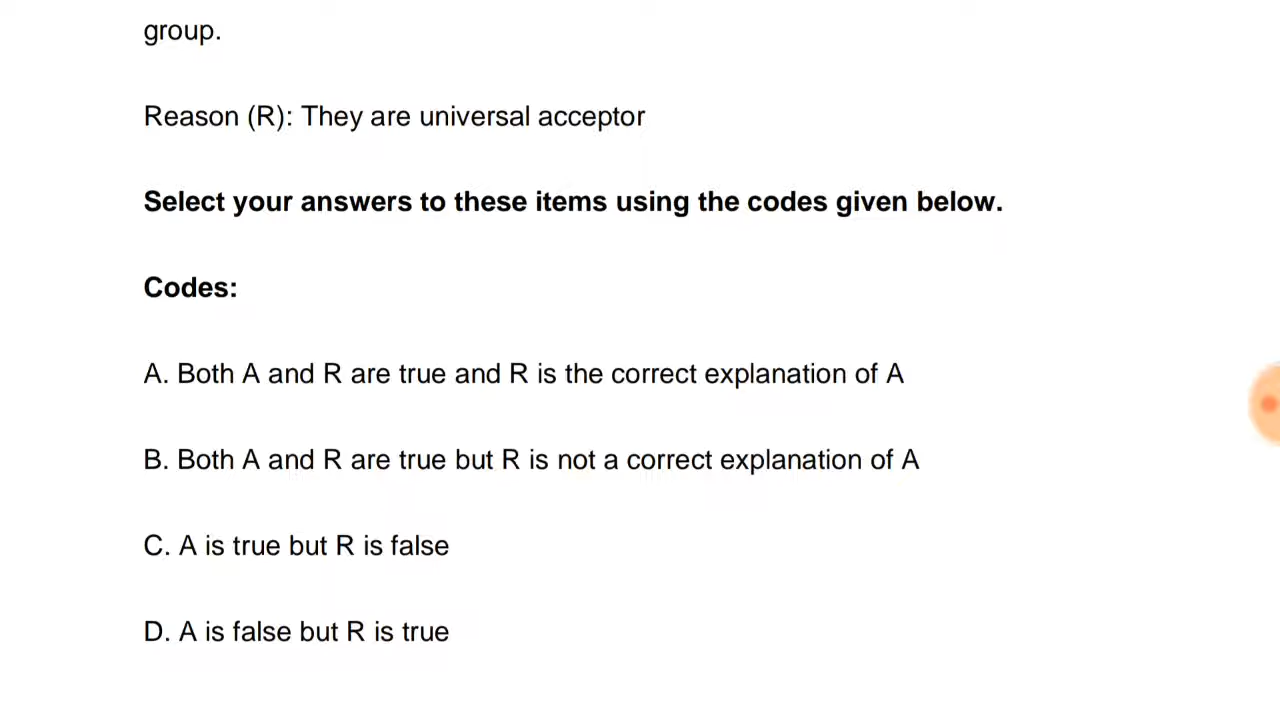 group.
Reason (R): They are universal acceptor
Select your answers to these items using the codes given below.
Codes:
A. Both A and R are true and R is the correct explanation of A
B. Both A and R are true but R is not a correct explanation of A
C. A is true but R is false
D. A is false but R is true